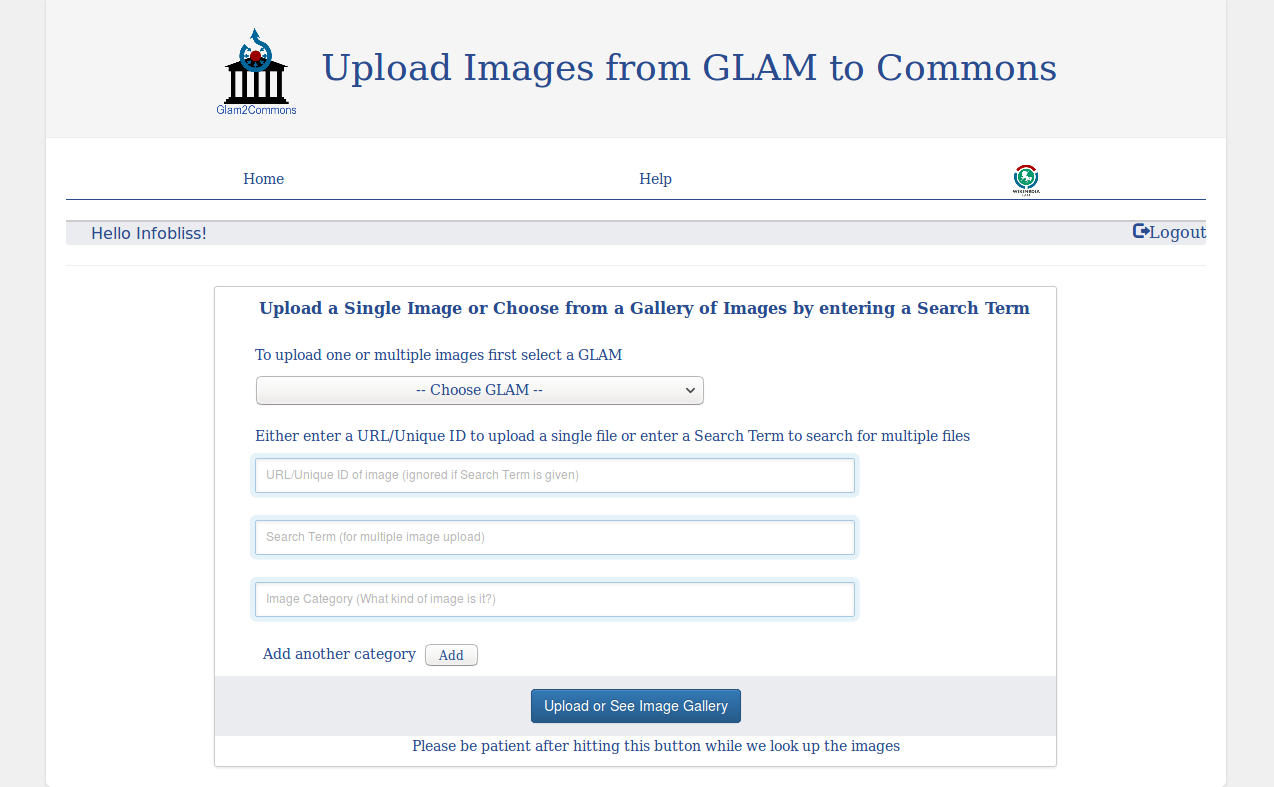 Glam2Commons
Upload Images from GLAM to Commons
Home
Help
WIKIMEDIA
Hello Infobliss!
Logout
Upload a Single Image or Choose from a Gallery of Images by entering a Search Term
To upload one or multiple images first select a GLAM
-- Choose GLAM --
Either enter a URL/Unique ID to upload a single file or enter a Search Term to search for multiple files
URL/Unique ID of image (ignored if Search Term is given)
Search Term (for multiple image upload)
Image Category (What kind of image is it?)
Add another category
Add
Upload or See Image Gallery
Please be patient after hitting this button while we look up the images